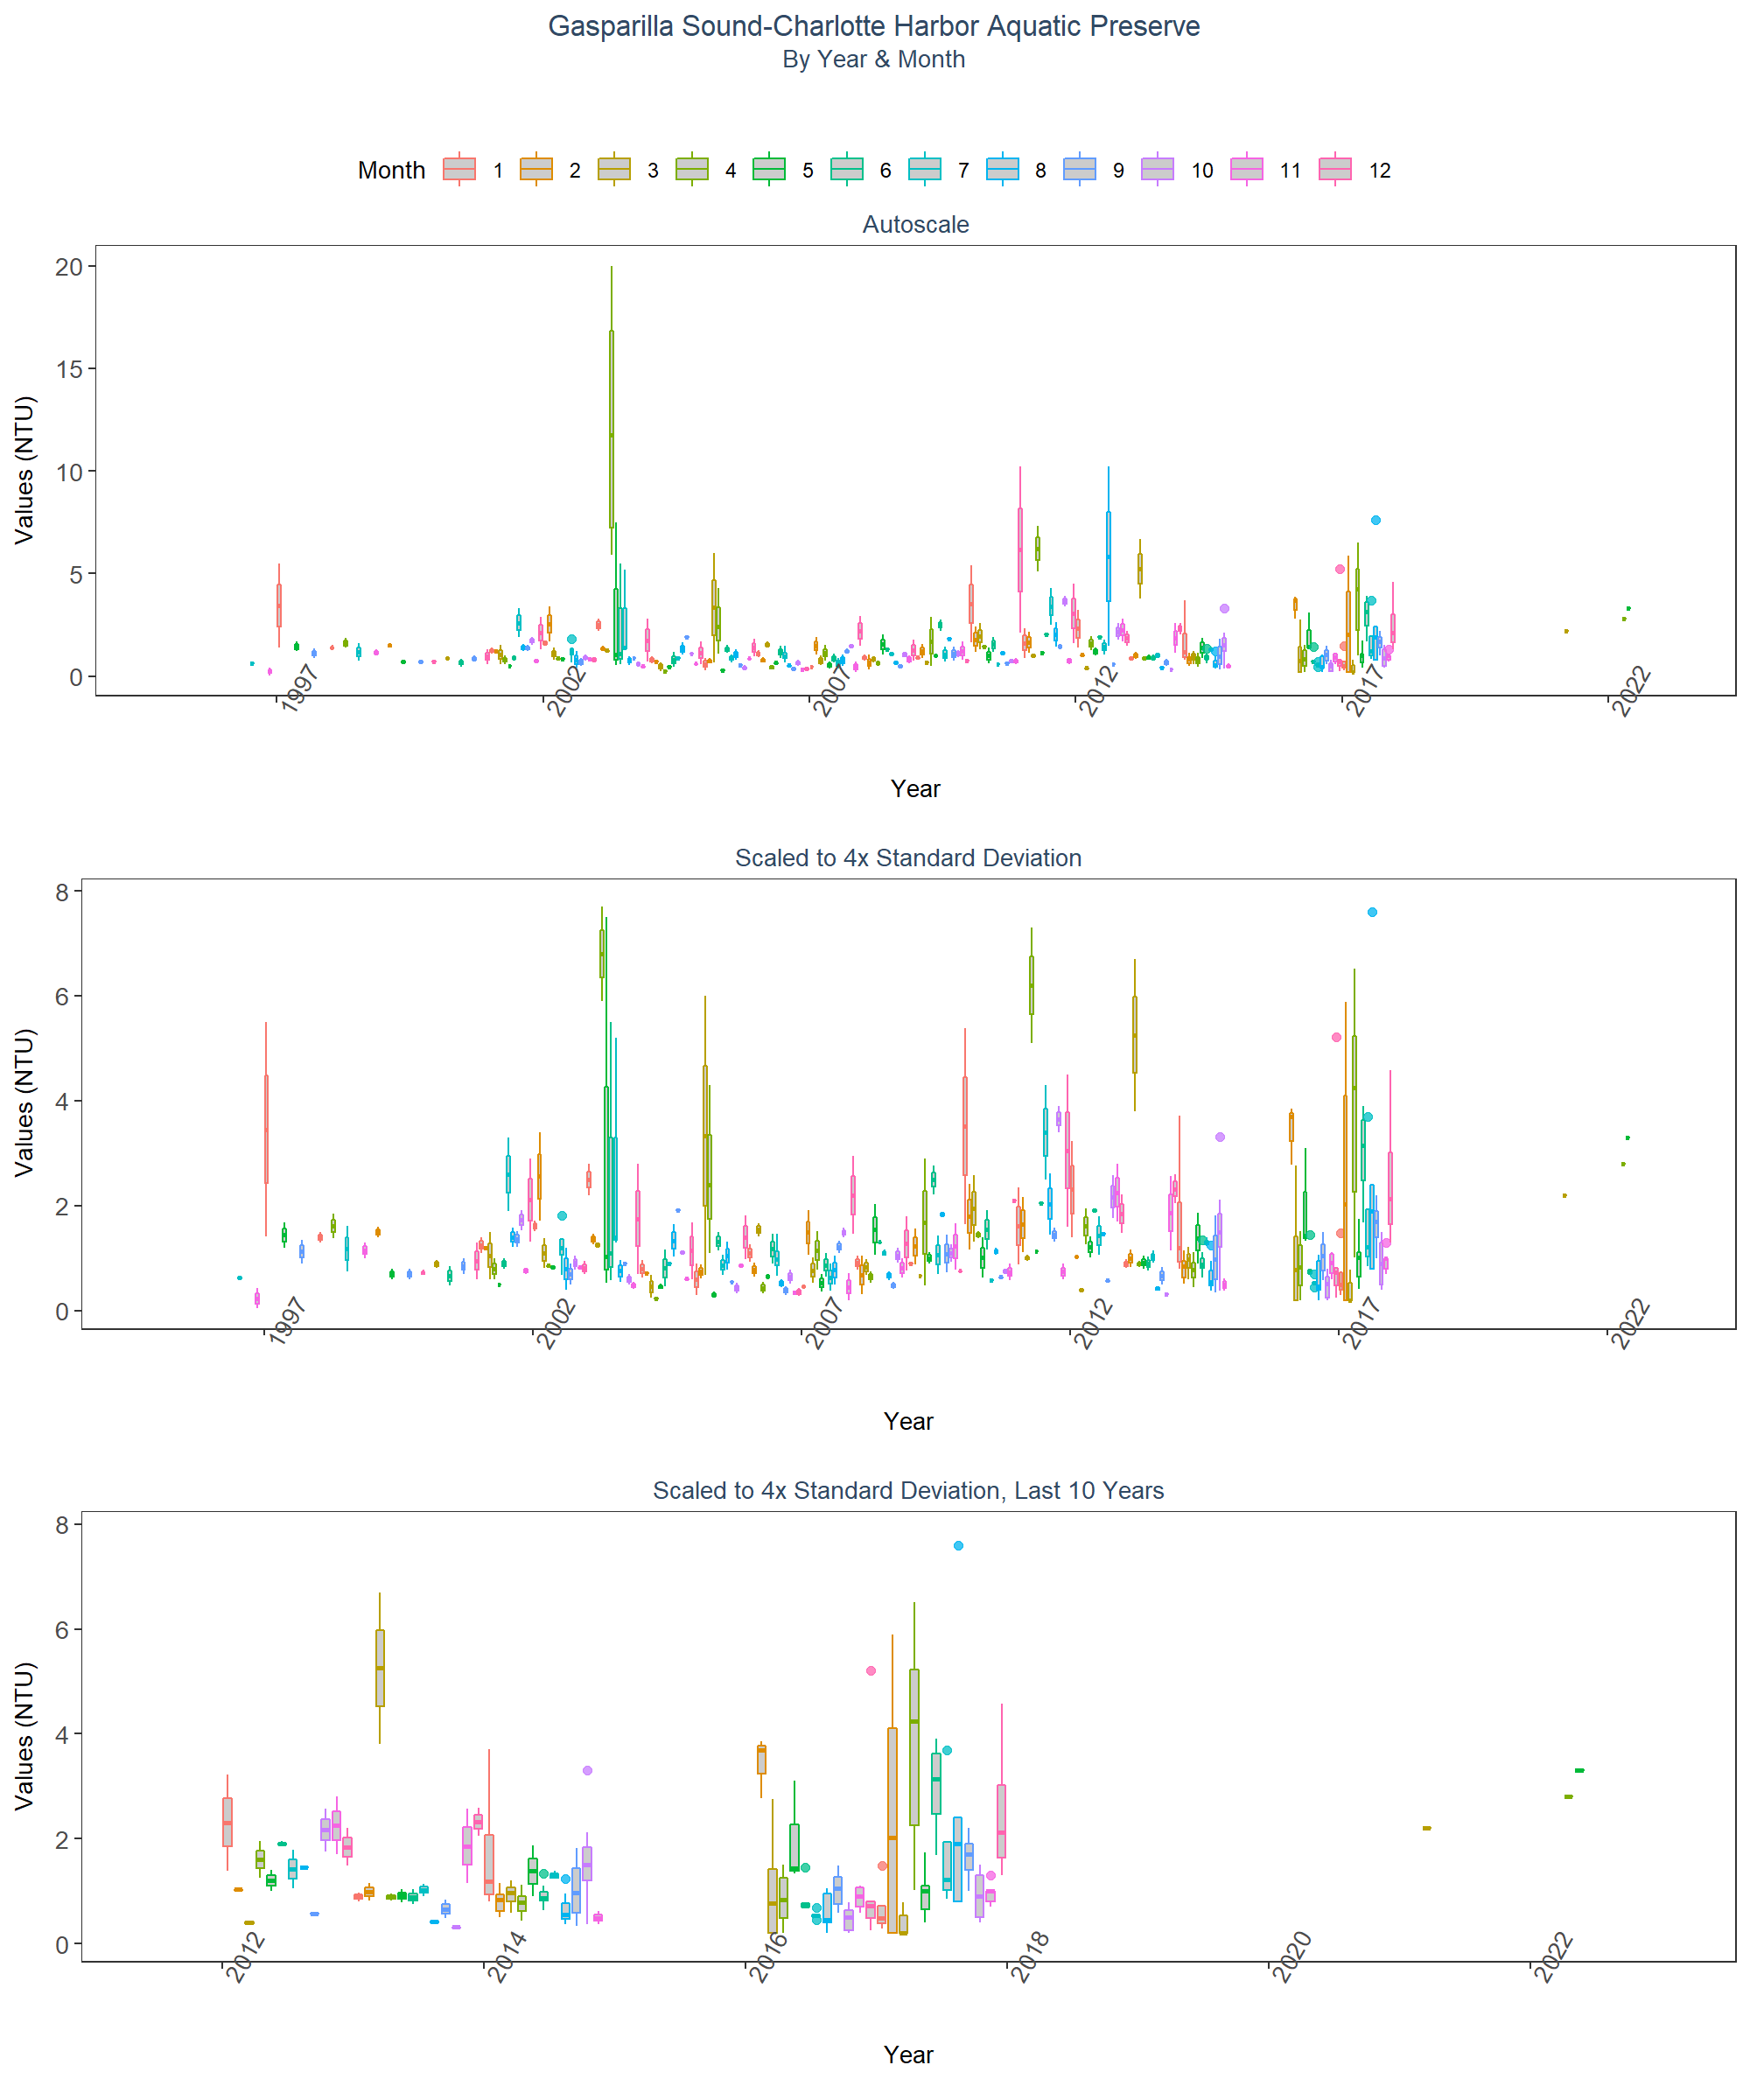 Gasparilla Sound-Charlotte Harbor Aquatic Preserve
By Year & Month
Month 1 2 3 4 5 6 7 8 9 10 11 12
Autoscale
20
15
10
5
0
Values (NTU)
1997 2002 2007 2012 2017 2022
Year
Scaled to 4x Standard Deviation
8
6
4
2
0
Values (NTU)
1997 2002 2007 2012 2017 2022
Year
Scaled to 4x Standard Deviation, Last 10 Years
8
6
4
2
0
Values (NTU)
2012 2014 2016 2018 2020 2022
Year